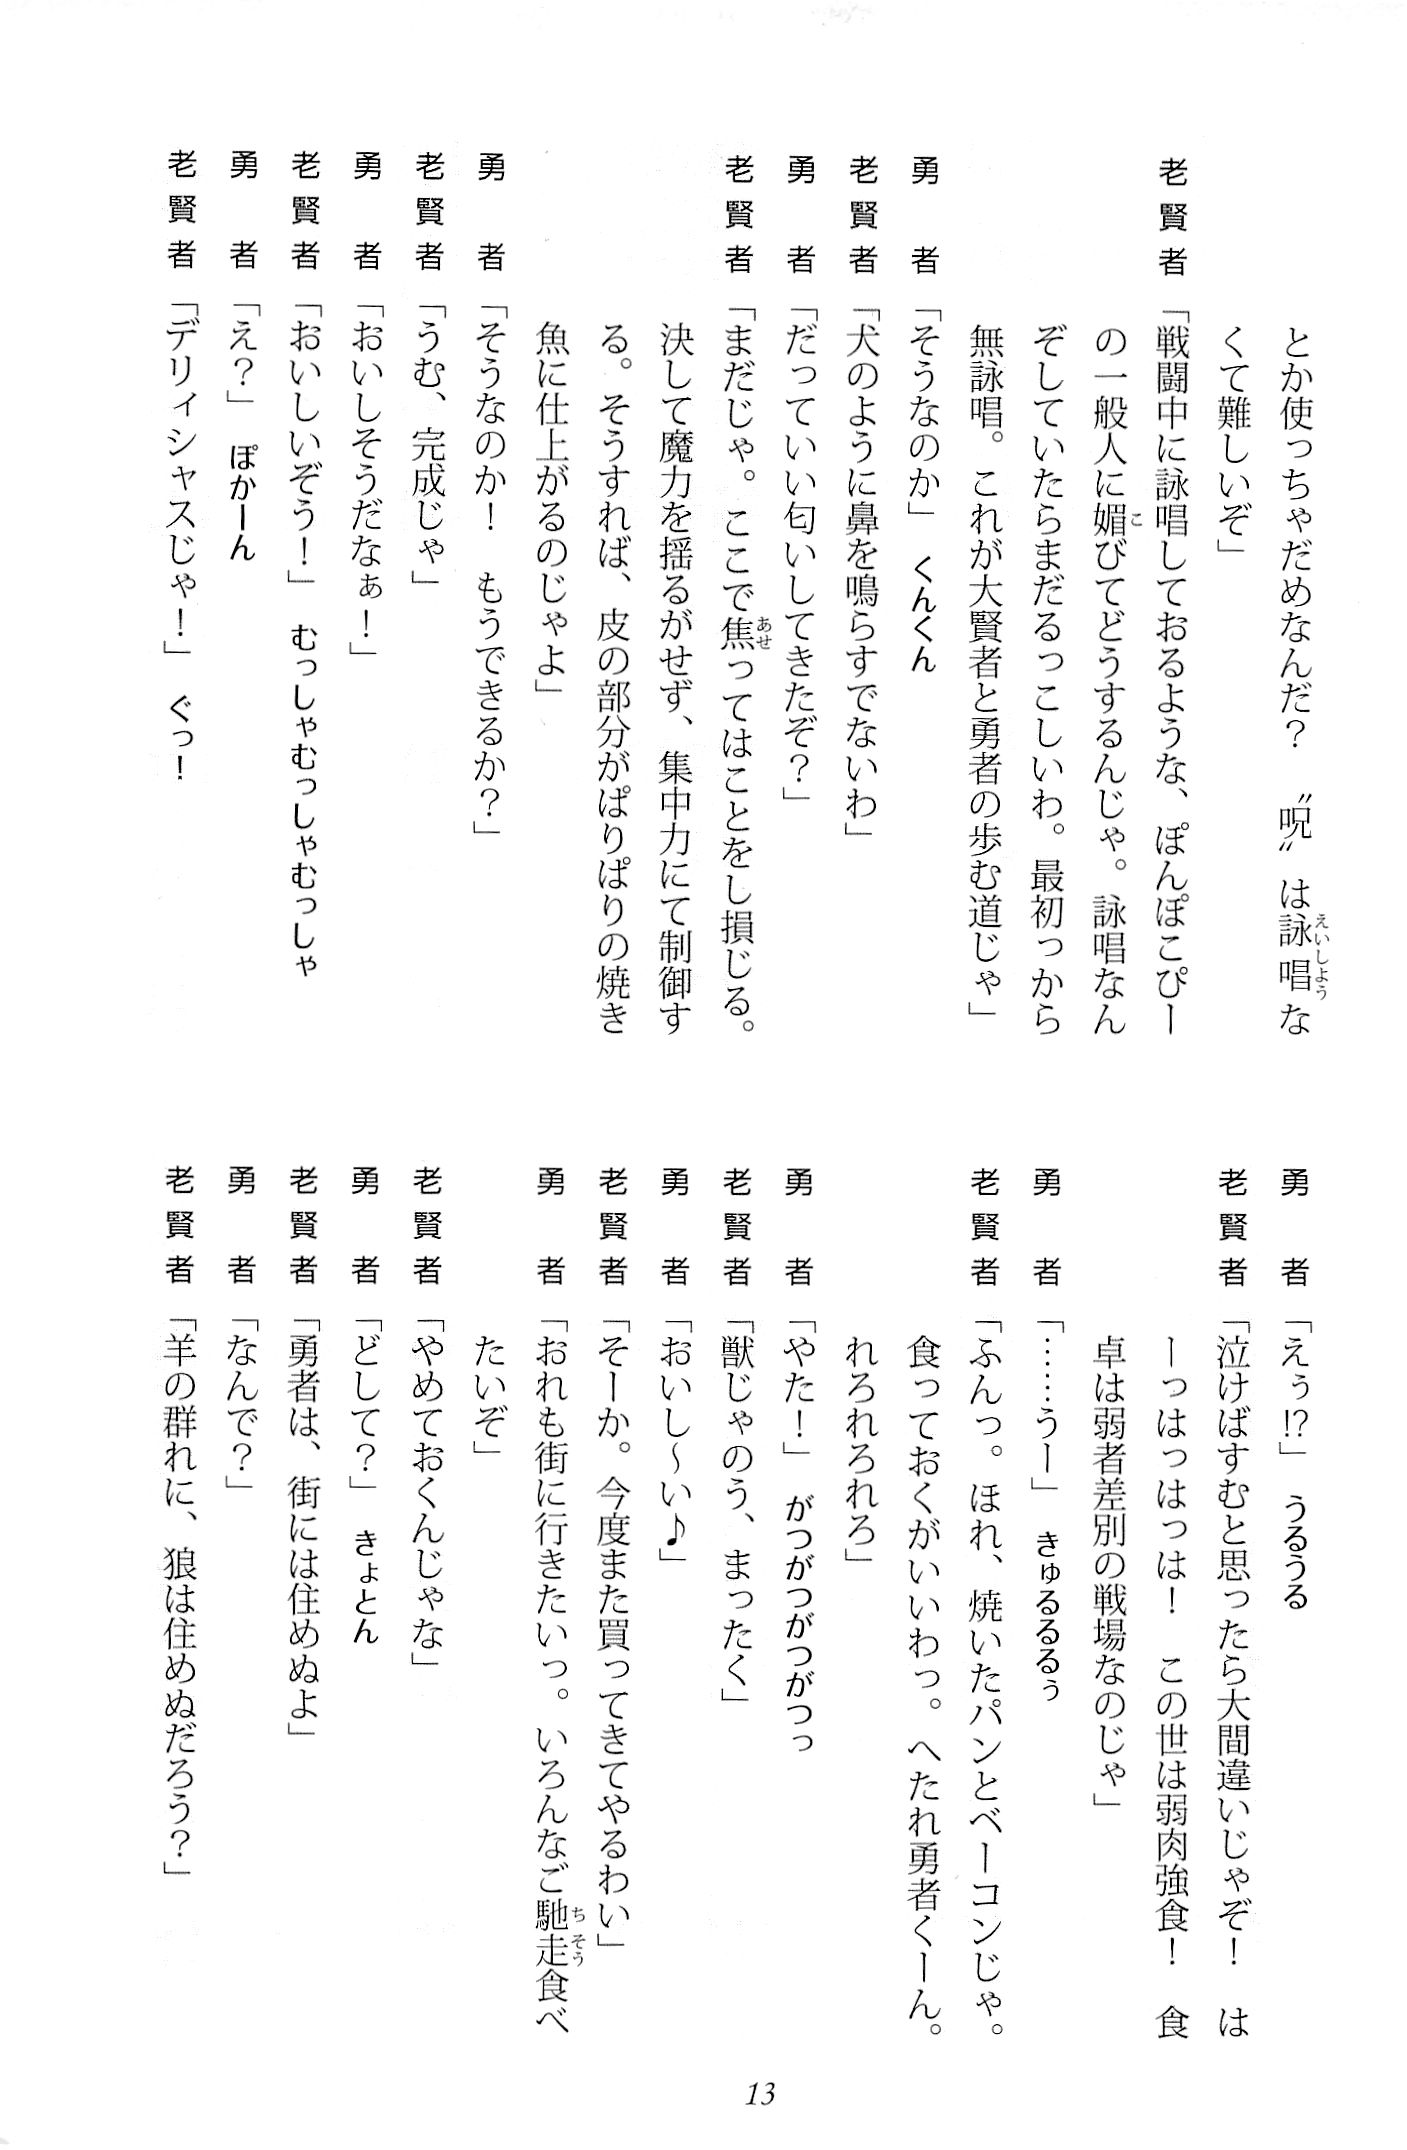 とか使っちゃだめなんだ？　〝呪〟は詠唱な
くて難しいぞ」
老賢者「戦闘中に詠唱しておるような、ぽんぽこぴー
の一般人に媚びてどうするんじゃ。詠唱なん
ぞしていたらまだるっこしいわ。最初っから
無詠唱。これが大賢者と勇者の歩む道じゃ」
勇　者「そうなのか」　くんくん
老賢者「犬のように鼻を鳴らすでないわ」
勇　者「だっていい匂いしてきたぞ？」
老賢者「まだじゃ。ここで焦ってはことをし損じる。
決して魔力を揺るがせず、集中力にて制御す
る。そうすれば、皮の部分がぱりぱりの焼き
魚に仕上がるのじゃよ」
勇　者「そうなのか！　もうできるか？」
老賢者「うむ、完成じゃ」
勇　者「おいしそうだなぁ！」
老賢者「おいしいぞう！」　むっしゃむっしゃむっしゃ
勇　者「え？」　ぽかーん
老賢者「デリィシャスじゃ！」　ぐっ！
勇　者「えぅ!?」　うるうる
老賢者「泣けばすむと思ったら大間違いじゃぞ！　は
ーっはっはっは！　この世は弱肉強食！　食
卓は弱者差別の戦場なのじゃ」
勇　者「……うー」　きゅるるるぅ
老賢者「ふんっ。ほれ、焼いたパンとベーコンじゃ。
食っておくがいいわっ。へたれ勇者くーん。
れろれろれろ」
勇　者「やた！」　がつがつがつがつっ
老賢者「獣じゃのう、まったく」
勇　者「おいし〜い♪」
老賢者「そーか。今度また買ってきてやるわい」
勇　者「おれも街に行きたいっ。いろんなご馳走食べ
たいぞ」
老賢者「やめておくんじゃな」
勇　者「どして？」　きょとん
老賢者「勇者は、街には住めぬよ」
勇　者「なんで？」
老賢者「羊の群れに、狼は住めぬだろう？」
13